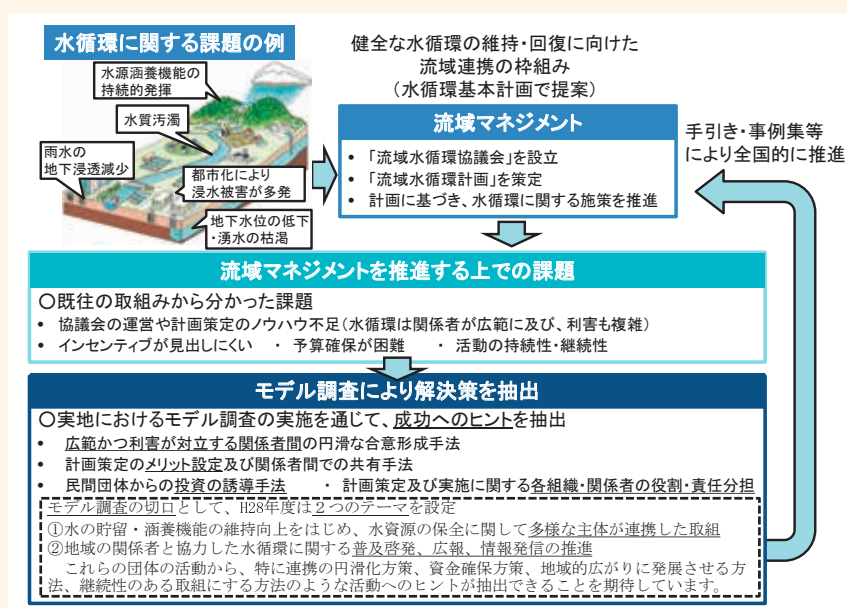 水循環に関する課題の例
水源涵養機能の
持続的発揮
水質汚濁
雨水の
地下浸透減少
都市化により
浸水被害が多発
地下水位の低下
・湧水の枯渇
健全な水循環の維持・回復に向けた
流域連携の枠組み
(水循環基本計画で提案)
流域マネジメント
• 「流域水循環協議会」を設立
• 「流域水循環計画」を策定
• 計画に基づき、水循環に関する施策を推進
手引き・事例集等
により全国的に推進
流域マネジメントを推進する上での課題
○既往の取組みから分かった課題
• 協議会の運営や計画策定のノウハウ不足(水循環は関係者が広範に及び、利害も複雑)
• インセンティブが見出しにくい ・ 予算確保が困難 ・ 活動の持続性・継続性
モデル調査により解決策を抽出
○実地におけるモデル調査の実施を通じて、成功へのヒントを抽出
• 広範かつ利害が対立する関係者間の円滑な合意形成手法
• 計画策定のメリット設定及び関係者間での共有手法
• 民間団体からの投資の誘導手法 ・ 計画策定及び実施に関する各組織・関係者の役割・責任分担
モデル調査の切口として、H28年度は２つのテーマを設定
①水の貯留・涵養機能の維持向上をはじめ、水資源の保全に関して多様な主体が連携した取組
②地域の関係者と協力した水循環に関する普及啓発、広報、情報発信の推進
これらの団体の活動から、特に連携の円滑化方策、資金確保方策、地域的広がりに発展させる方
法、継続性のある取組にする方法のような活動へのヒントが抽出できることを期待しています。